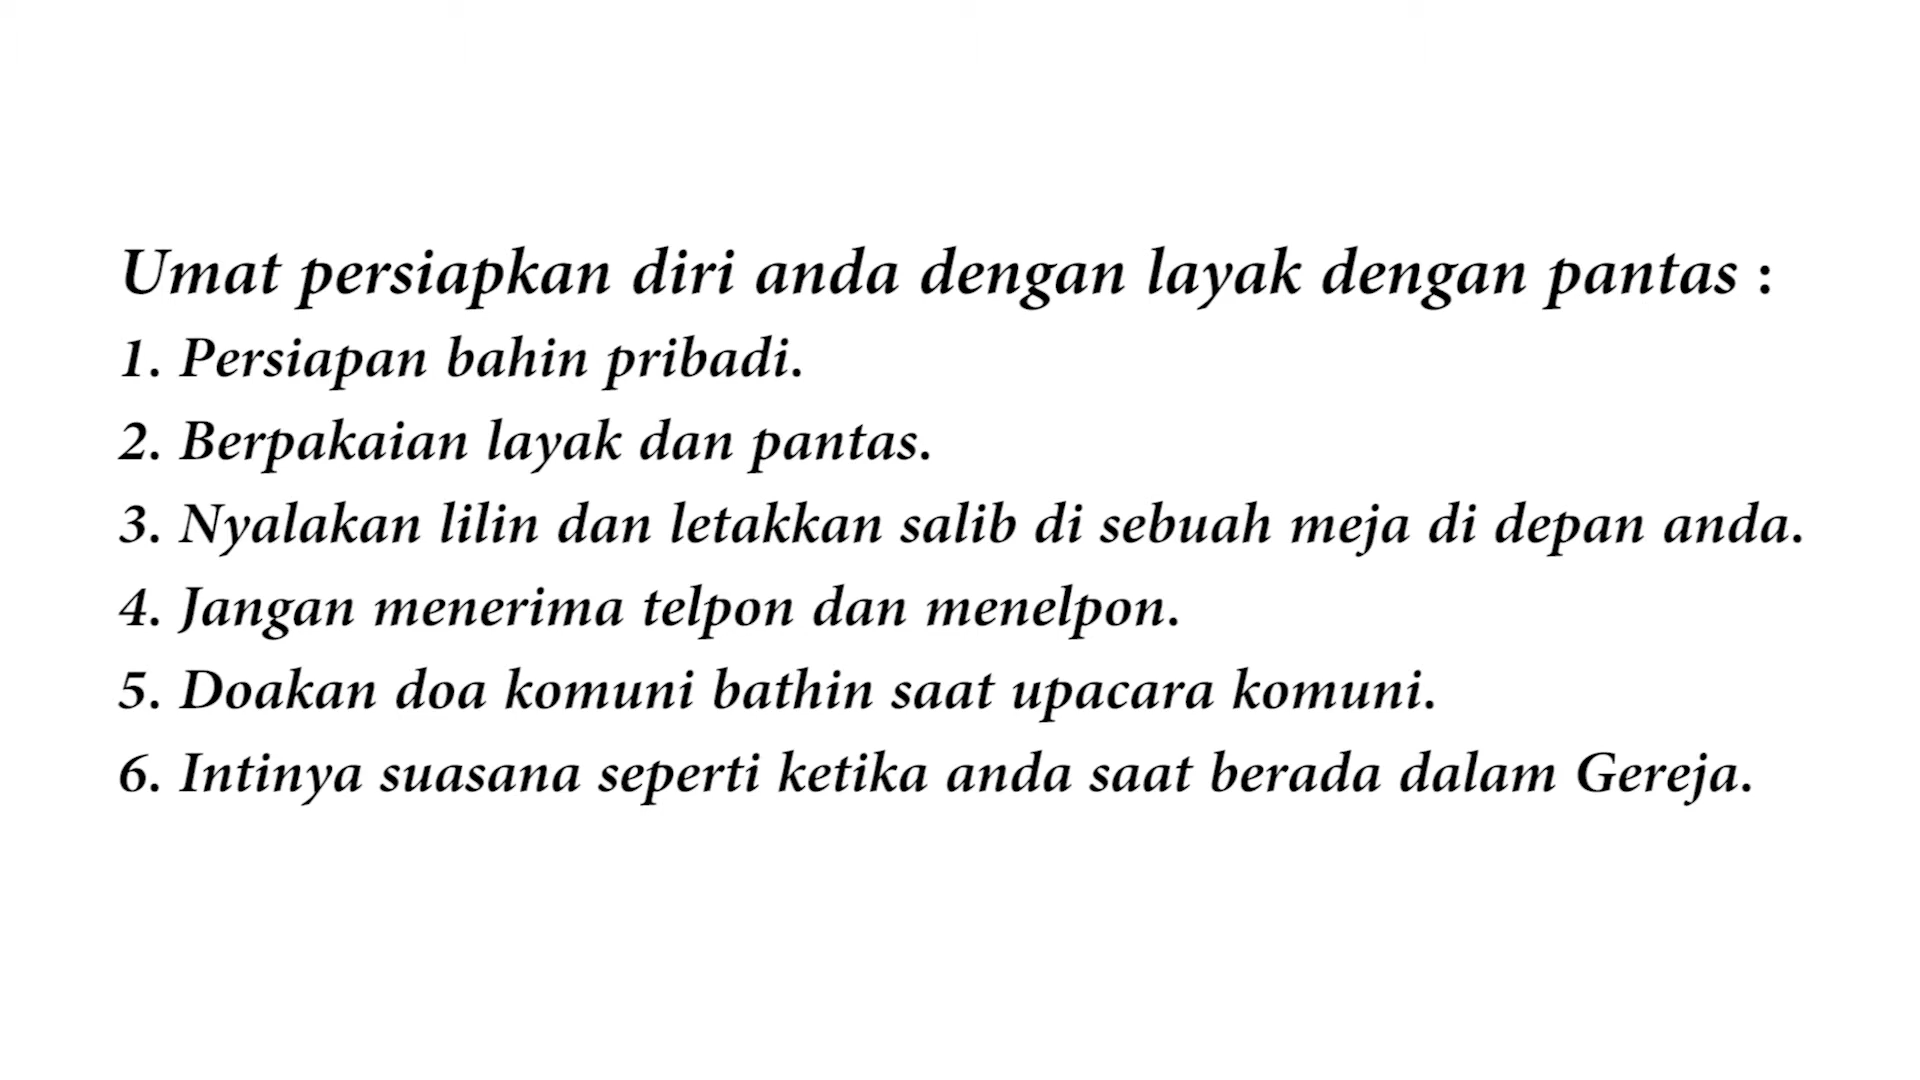 Umat persiapkan diri anda dengan layak dengan pantas :
1. Persiapan bahin pribadi.
2. Berpakaian layak dan pantas.
3. Nyalakan lilin dan letakkan salib di sebuah meja di depan anda.
4. Jangan menerima telpon dan menelpon.
5. Doakan doa komuni bathin saat upacara komuni.
6. Intinya suasana seperti ketika anda saat berada dalam Gereja.